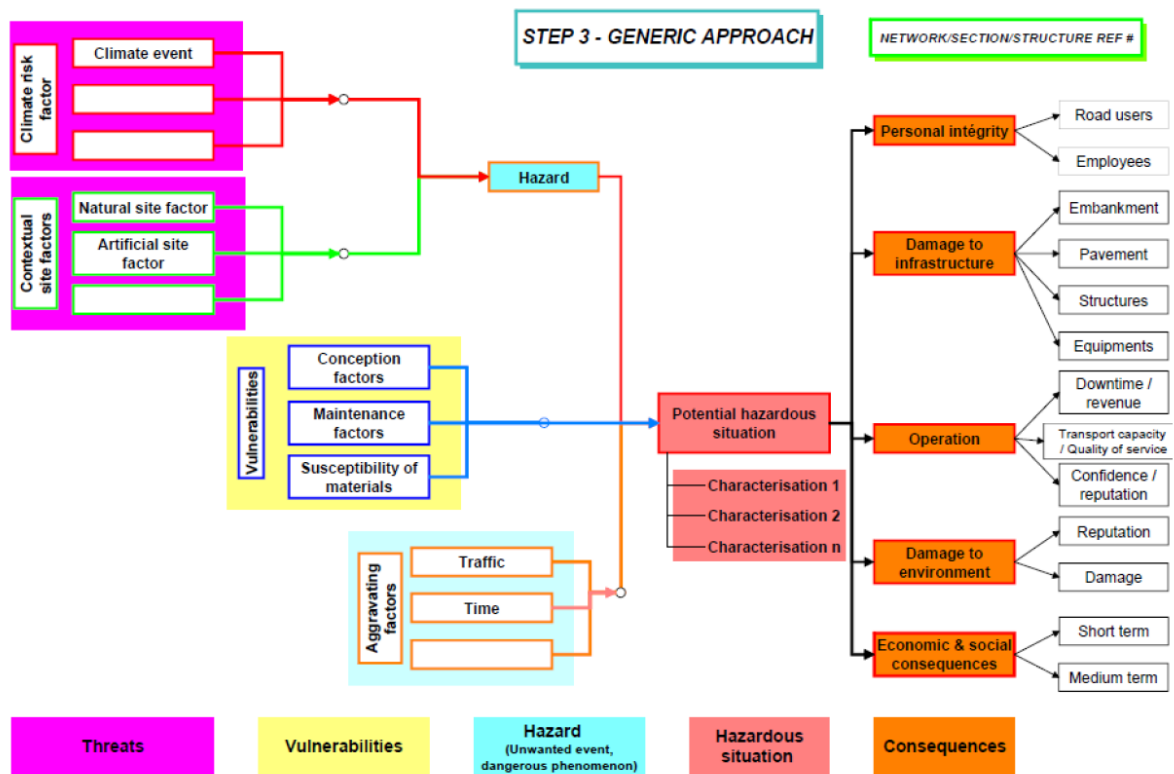 STEP 3 - GENERIC APPROACH
NETWORK/SECTION/STRUCTURE REF #
Climate risk
factor
Climate event
Contextual
site factors
Natural site factor
Artificial site
factor
Hazard
Vulnerabilities
Conception
factors
Maintenance
factors
Susceptibility of
materials
Aggravating
factors
Traffic
Time
Potential hazardous
situation
Characterisation 1
Characterisation 2
Characterisation n
Personal intégrity
Road users
Employees
Damage to
infrastructure
Embankment
Pavement
Structures
Equipments
Operation
Downtime /
revenue
Transport capacity
/ Quality of service
Confidence /
reputation
Damage to
environment
Reputation
Damage
Economic & social
consequences
Short term
Medium term
Threats
Vulnerabilities
Hazard
(Unwanted event,
dangerous phenomenon)
Hazardous
situation
Consequences